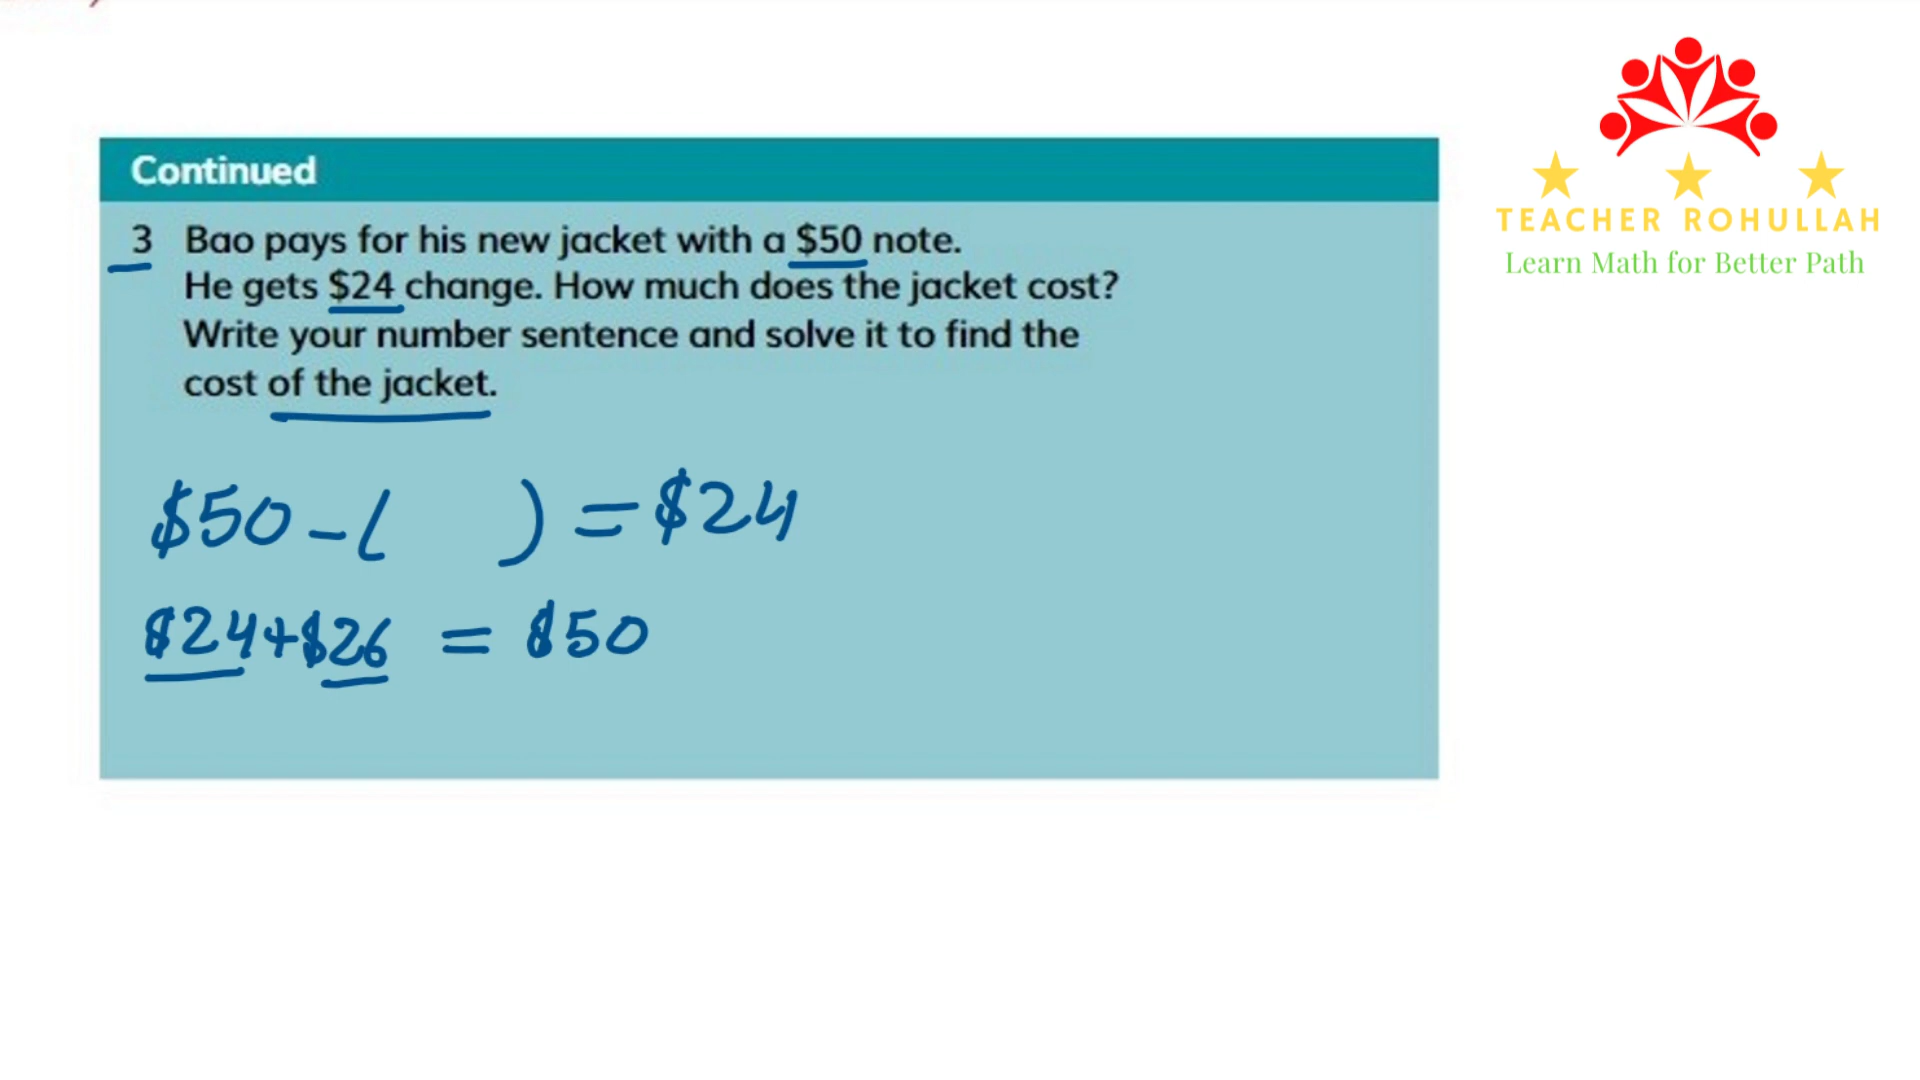 Continued
3 Bao pays for his new jacket with a $50 note.
He gets $24 change. How much does the jacket cost?
Write your number sentence and solve it to find the
cost of the jacket.
$50 - ( ) = $24
$24 + $26 = $50
TEACHER ROHULLAH
Learn Math for Better Path